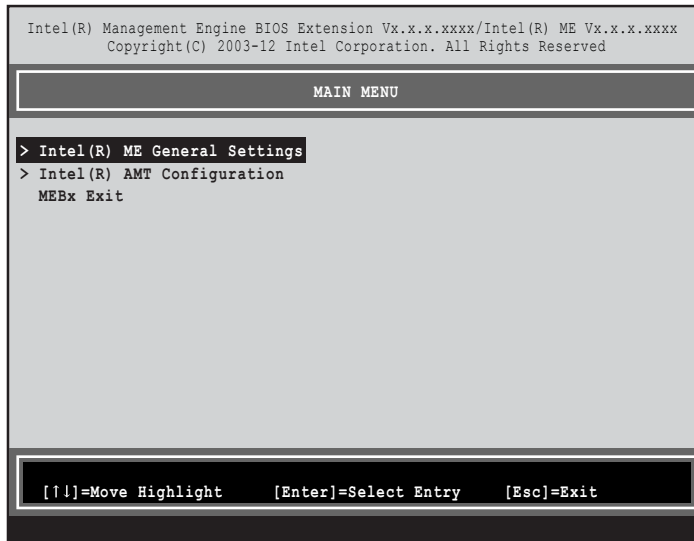 Intel(R) Management Engine BIOS Extension Vx.x.x.xxxx/Intel(R) ME Vx.x.x.xxxx
Copyright(C) 2003-12 Intel Corporation. All Rights Reserved
MAIN MENU
> Intel(R) ME General Settings
> Intel(R) AMT Configuration
MEBx Exit
[↑↓]=Move Highlight [Enter]=Select Entry [Esc]=Exit